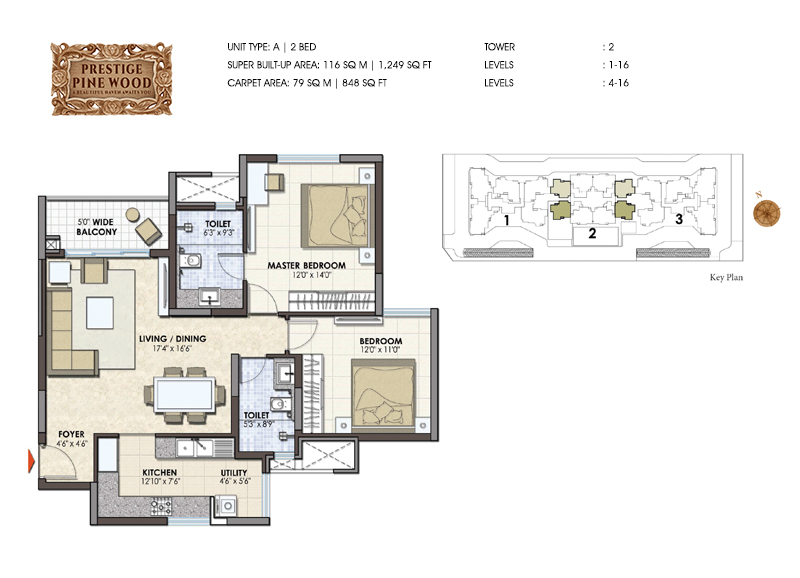 PRESTIGE
PINE WOOD
A BEAUTIFUL HAVEN AWAITS YOU
UNIT TYPE: A | 2 BED
SUPER BUILT-UP AREA: 116 SQ M | 1,249 SQ FT
CARPET AREA: 79 SQ M | 848 SQ FT
TOWER : 2
LEVELS : 1-16
LEVELS : 4-16
5'0" WIDE
BALCONY
TOILET
6'3" x 9'3"
MASTER BEDROOM
12'0" x 14'0"
LIVING / DINING
17'4" x 16'6"
BEDROOM
12'0" x 11'0"
TOILET
5'3" x 8'9"
FOYER
4'6" x 4'6"
KITCHEN
12'10" x 7'6"
UTILITY
4'6" x 5'6"
1
2
3
N
Key Plan